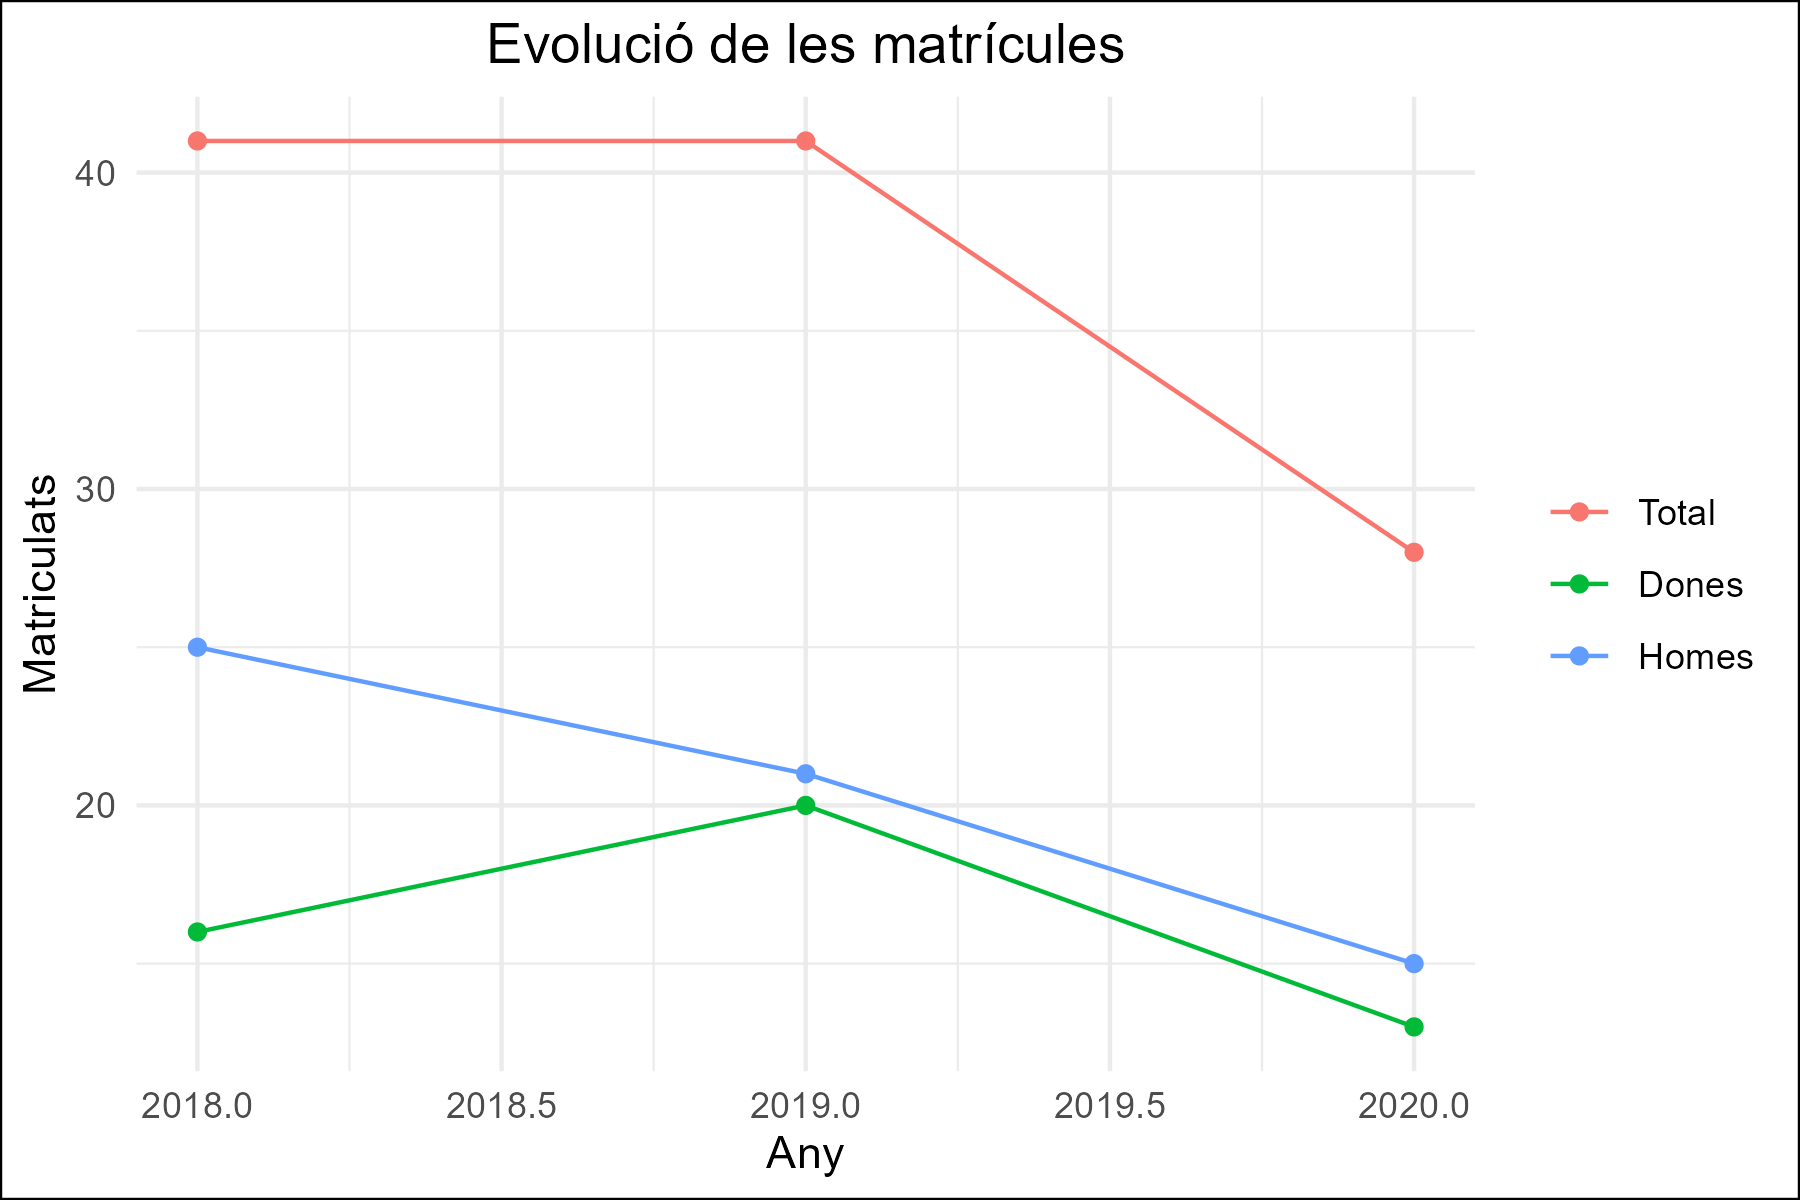 Evolució de les matrícules
Matriculats
40
30
20
2018.0
2018.5
2019.0
2019.5
2020.0
Any
Total
Dones
Homes